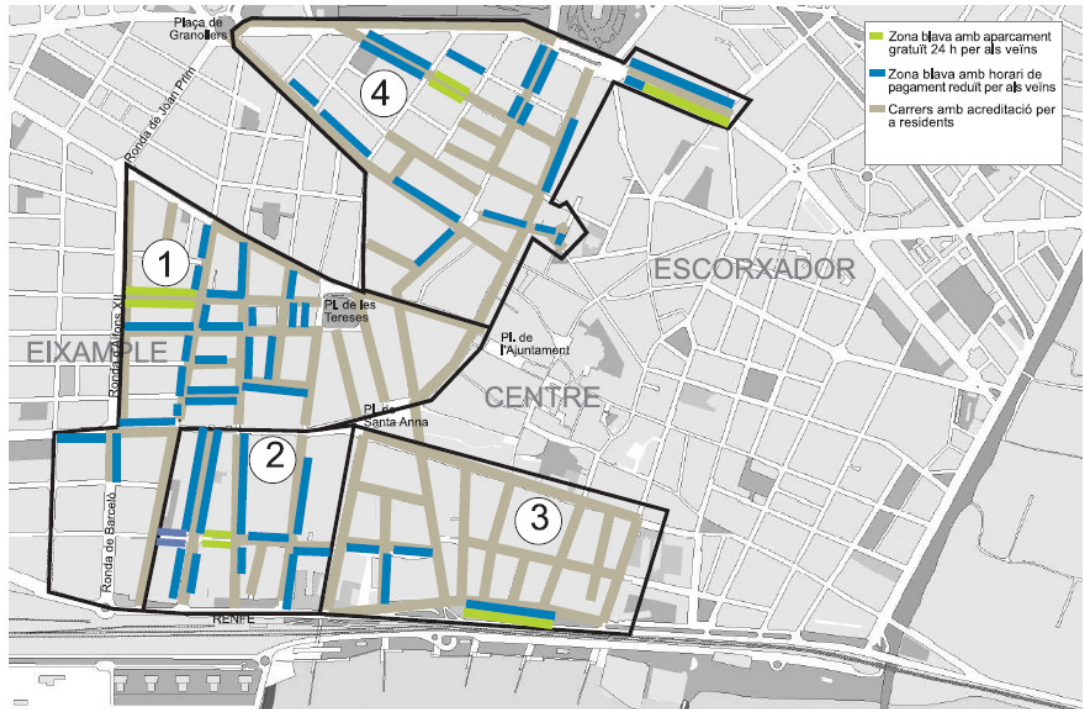 Plaça de
Granollers
Zona blava amb aparcament
gratuït 24 h per als veïns
Zona blava amb horari de
pagament reduït per als veïns
Carrers amb acreditació per
a residents
4
Ronda de Joan Prim
1
ESCORXADOR
Pl. de les
Tereses
Ronda d'Alfons XII
EIXAMPLE
Pl. de
l'Ajuntament
CENTRE
Pl. de
Santa Anna
2
3
Ronda de Barceló
RENFE